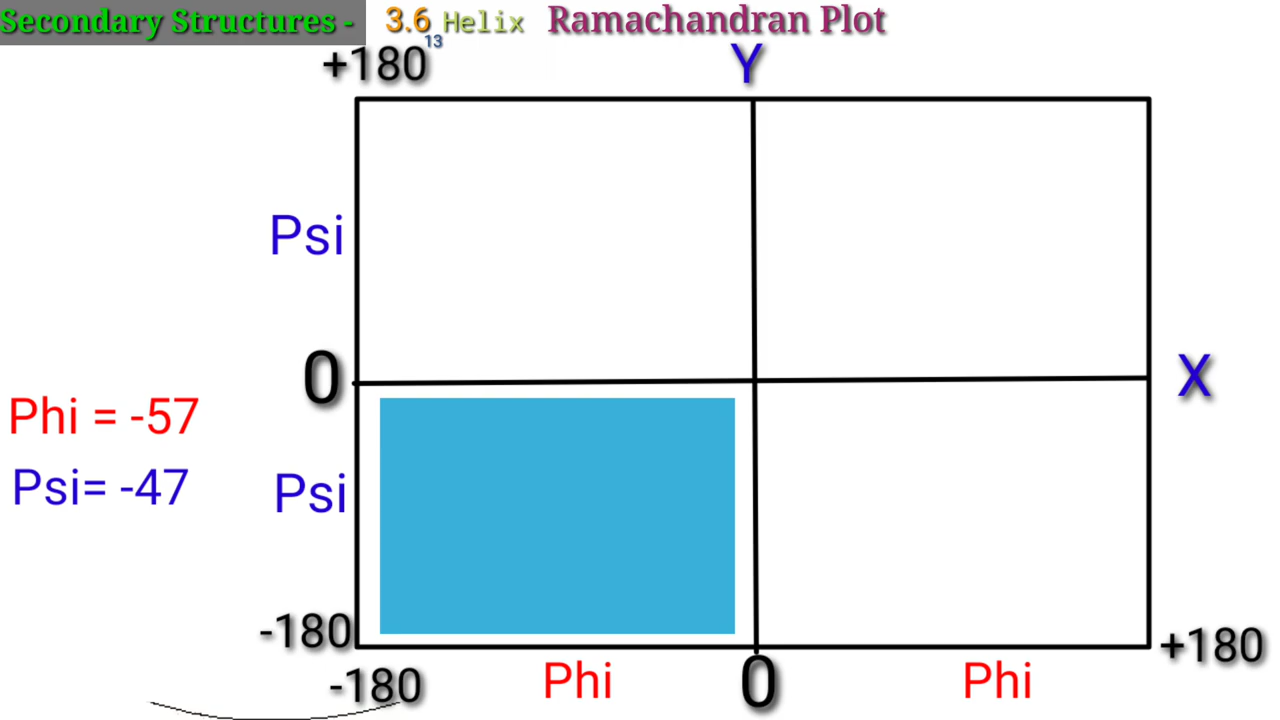 Secondary Structures - 3.6 13 Helix Ramachandran Plot
+180 Y
Psi
0 X
Phi = -57
Psi= -47 Psi
-180 +180
-180 Phi 0 Phi